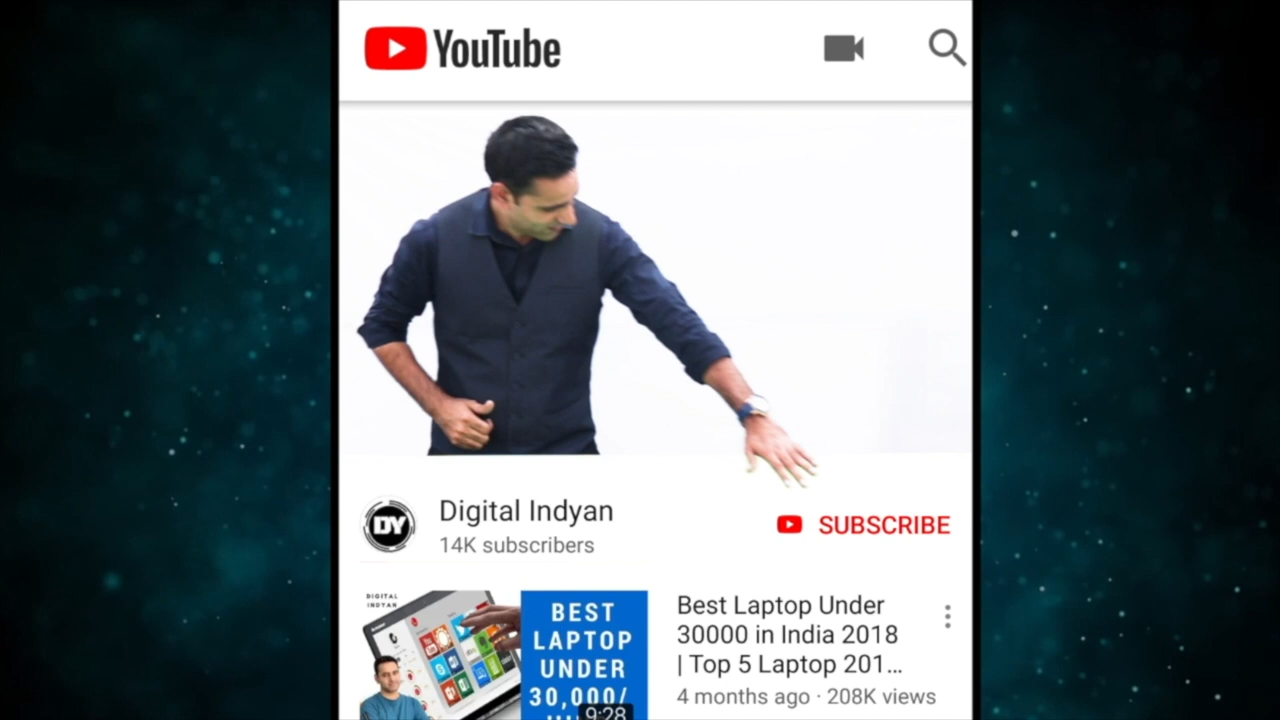 YouTube
DY
Digital Indyan
14K subscribers
SUBSCRIBE
DIGITAL
INDYAN
BEST
LAPTOP
UNDER
30,000/
9:28
Best Laptop Under
30000 in India 2018
| Top 5 Laptop 201...
4 months ago · 208K views